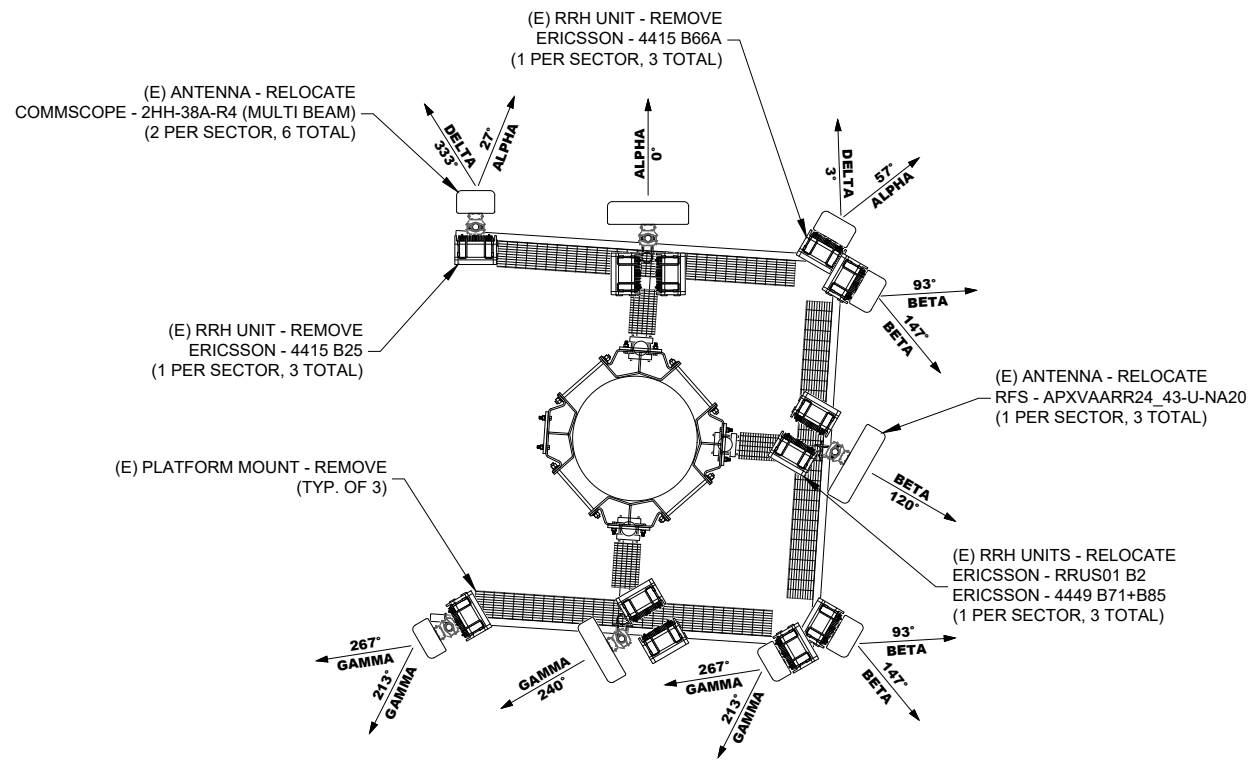 (E) RRH UNIT - REMOVE
ERICSSON - 4415 B66A
(1 PER SECTOR, 3 TOTAL)
(E) ANTENNA - RELOCATE
COMMSCOPE - 2HH-38A-R4 (MULTI BEAM)
(2 PER SECTOR, 6 TOTAL)
DELTA
333°
27°
ALPHA
ALPHA
0°
DELTA
3°
57°
ALPHA
93°
BETA
147°
BETA
(E) RRH UNIT - REMOVE
ERICSSON - 4415 B25
(1 PER SECTOR, 3 TOTAL)
(E) ANTENNA - RELOCATE
RFS - APXVAARR24_43-U-NA20
(1 PER SECTOR, 3 TOTAL)
(E) PLATFORM MOUNT - REMOVE
(TYP. OF 3)
BETA
120°
(E) RRH UNITS - RELOCATE
ERICSSON - RRUS01 B2
ERICSSON - 4449 B71+B85
(1 PER SECTOR, 3 TOTAL)
267°
GAMMA
213°
GAMMA
GAMMA
240°
267°
GAMMA
213°
GAMMA
93°
BETA
147°
BETA